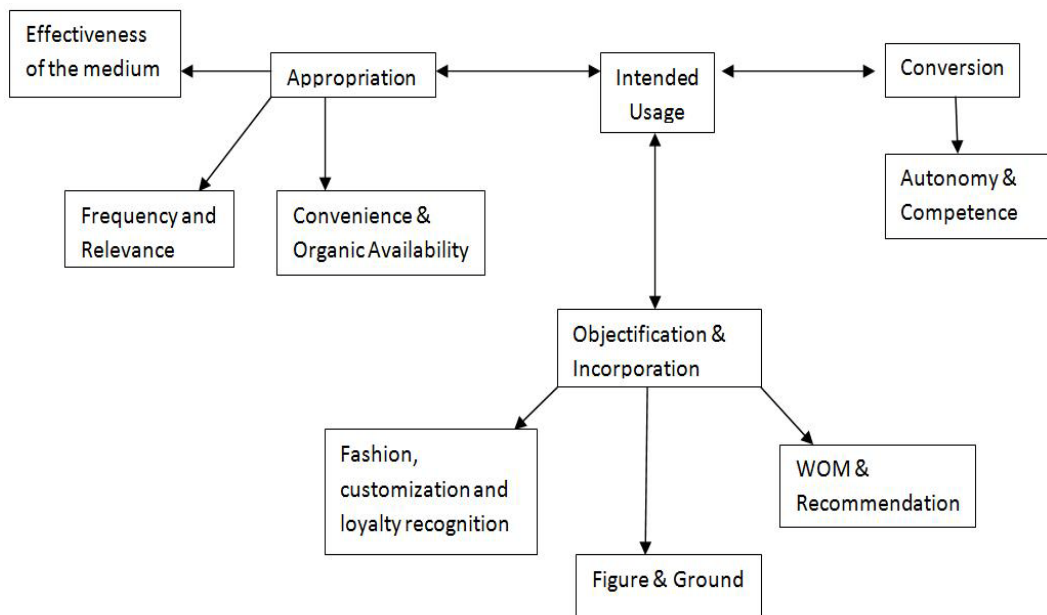 Effectiveness
of the medium
Appropriation
Intended
Usage
Conversion
Frequency and
Relevance
Convenience &
Organic Availability
Autonomy &
Competence
Objectification &
Incorporation
Fashion,
customization and
loyalty recognition
WOM &
Recommendation
Figure & Ground